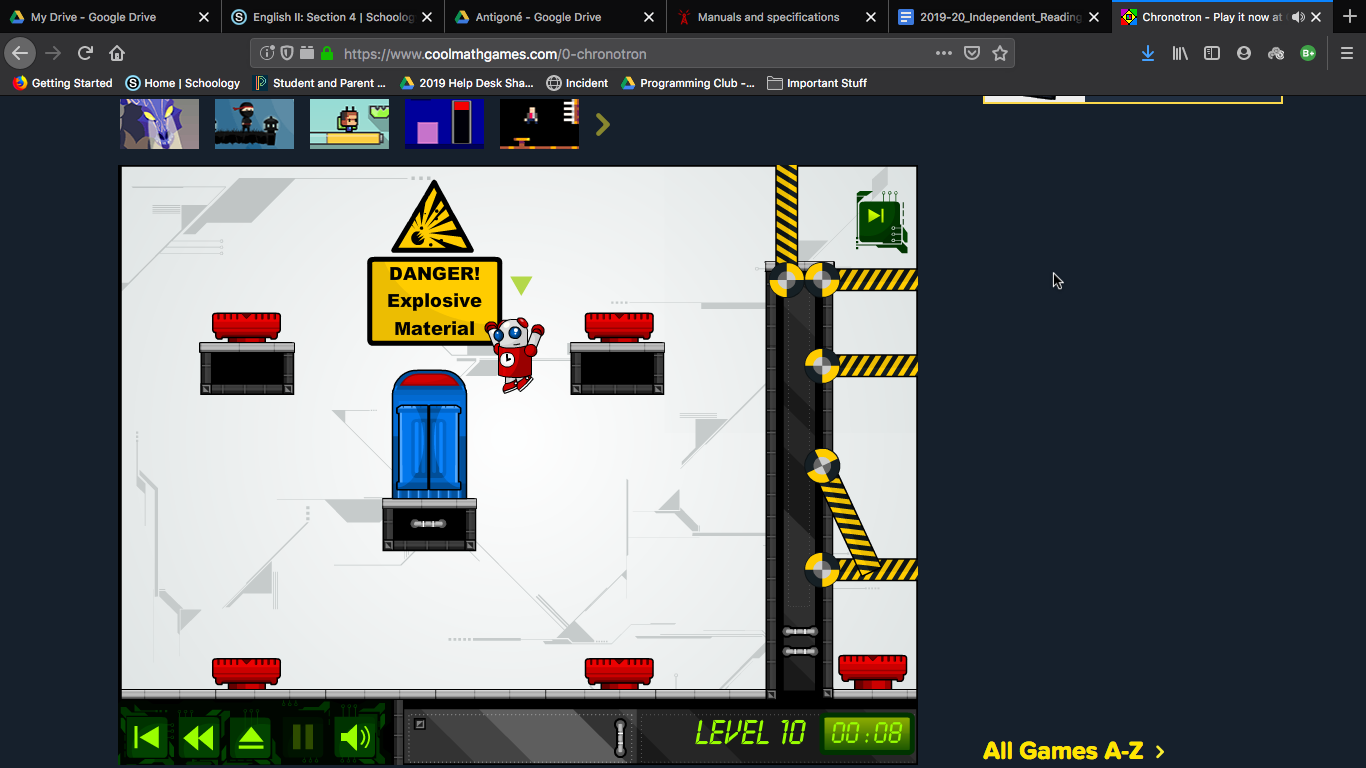 My Drive - Google Drive
English II: Section 4 | Schoolog
Antigoné - Google Drive
Manuals and specifications
2019-20_Independent_Reading
Chronotron - Play it now at
https://www.coolmathgames.com/0-chronotron
B+
Getting Started
Home | Schoology
Student and Parent ...
2019 Help Desk Sha...
Incident
Programming Club -...
Important Stuff
DANGER!
Explosive
Material
LEVEL 10
00:08
All Games A-Z